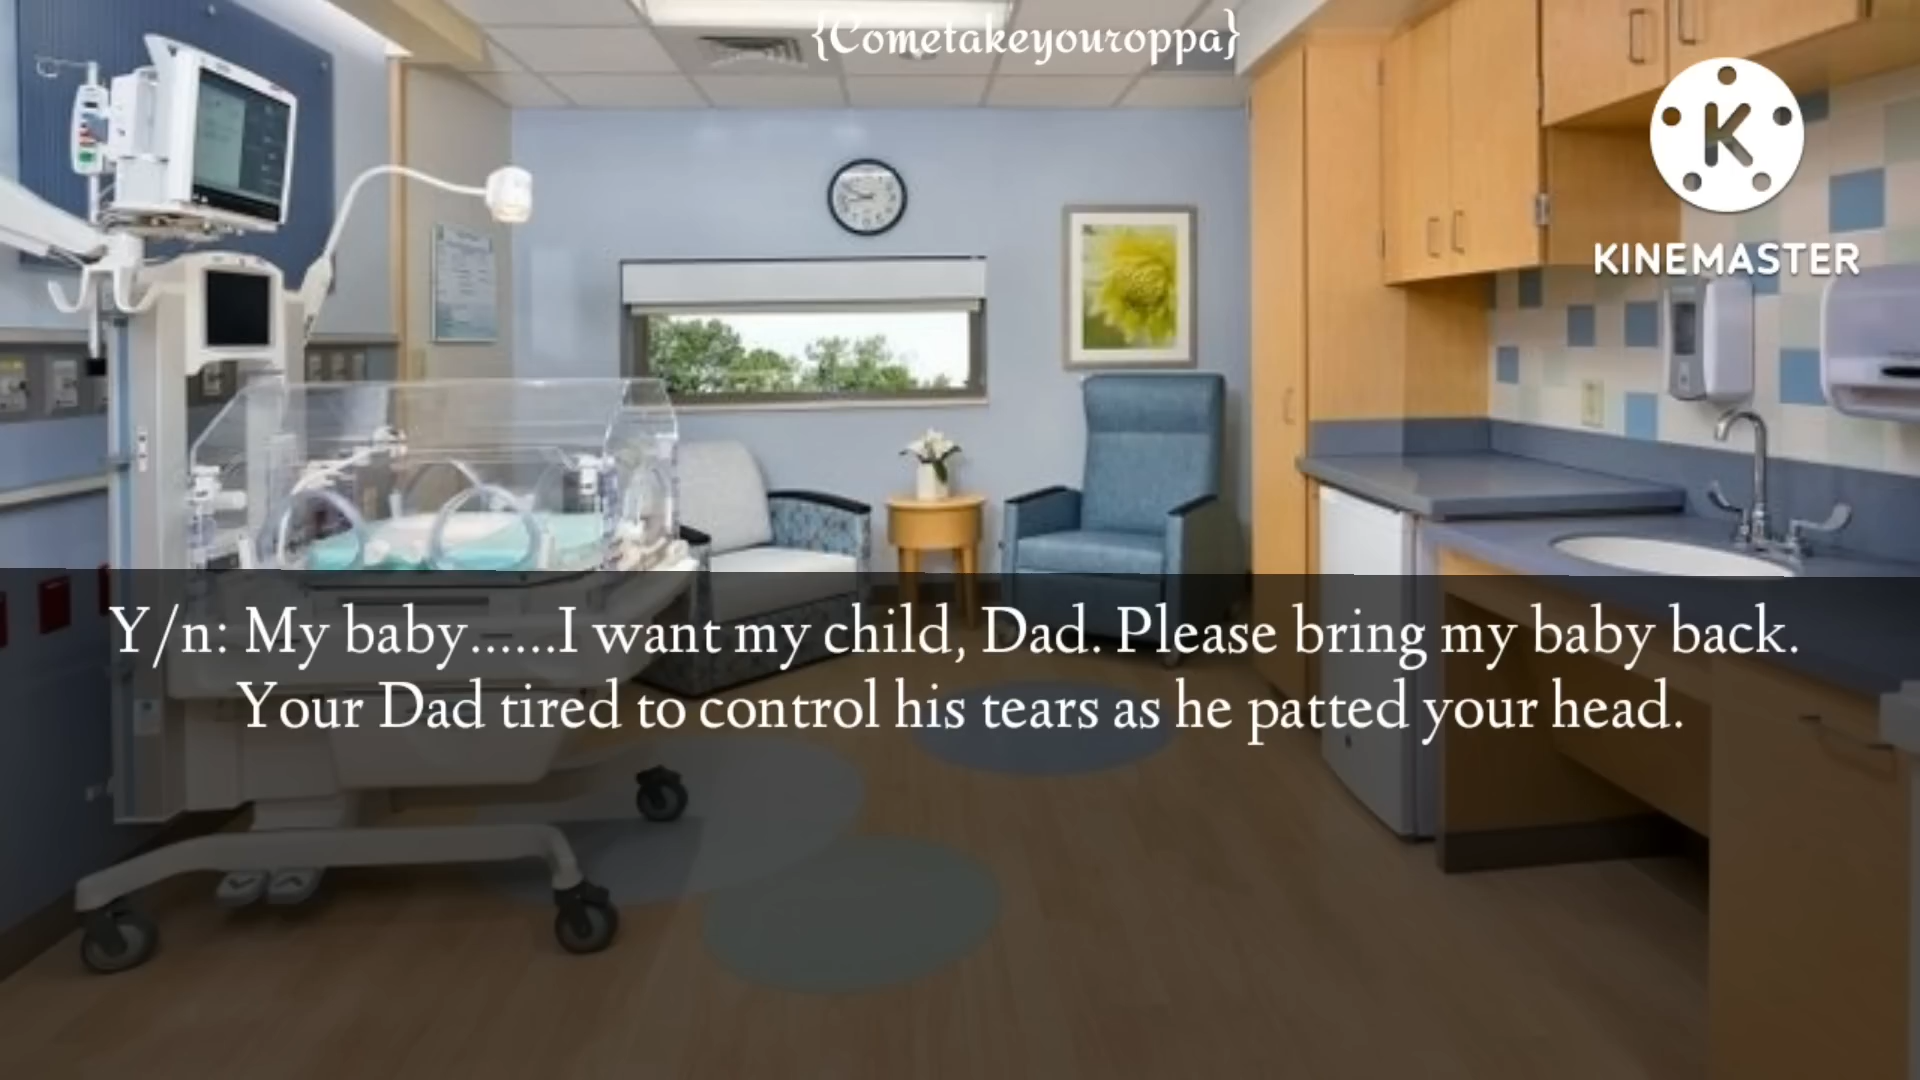 {Cometakeyouroppa}
K
KINEMASTER
Y/n: My baby......I want my child, Dad. Please bring my baby back.
Your Dad tired to control his tears as he patted your head.